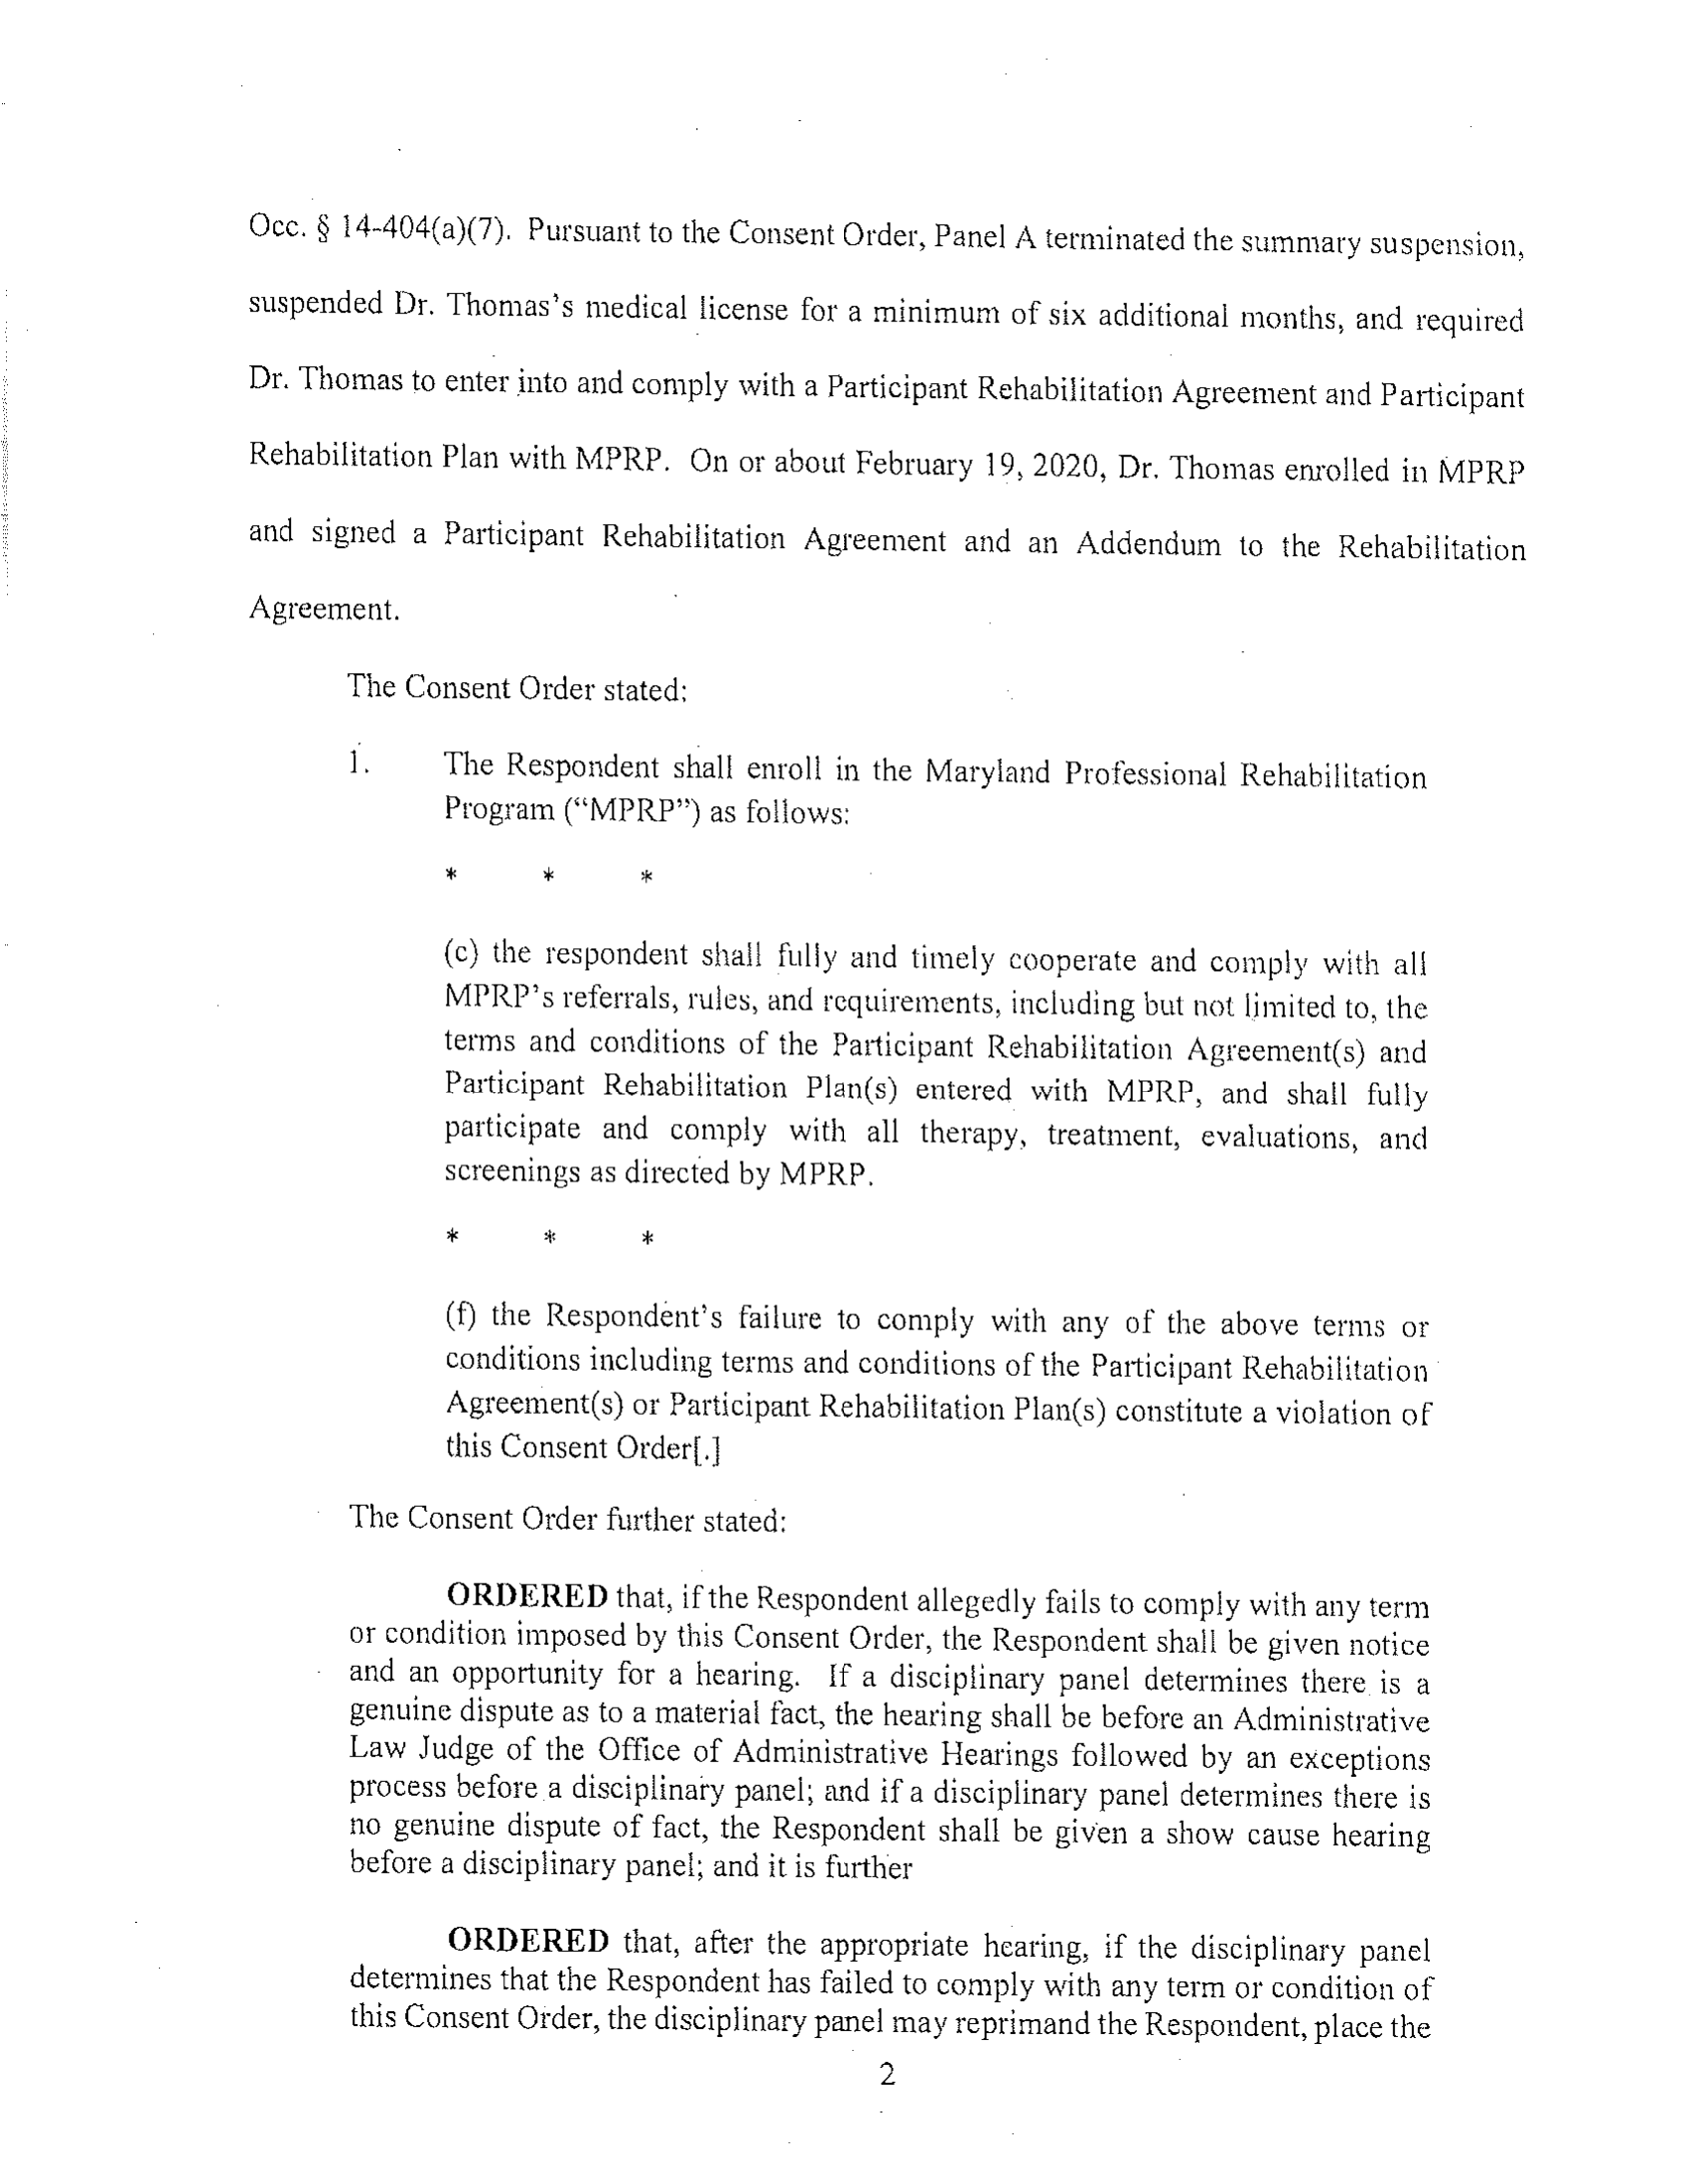 Occ. § 14-404(a)(7). Pursuant to the Consent Order, Panel A terminated the summary suspension,
suspended Dr. Thomas's medical license for a minimum of six additional months, and required
Dr. Thomas to enter into and comply with a Participant Rehabilitation Agreement and Participant
Rehabilitation Plan with MPRP. On or about February 19, 2020, Dr. Thomas enrolled in MPRP
and signed a Participant Rehabilitation Agreement and an Addendum to the Rehabilitation
Agreement.
The Consent Order stated:
1. The Respondent shall enroll in the Maryland Professional Rehabilitation
Program (“MPRP”) as follows:
* * *
(c) the respondent shall fully and timely cooperate and comply with all
MPRP's referrals, rules, and requirements, including but not limited to, the
terms and conditions of the Participant Rehabilitation Agreement(s) and
Participant Rehabilitation Plan(s) entered with MPRP, and shall fully
participate and comply with all therapy, treatment, evaluations, and
screenings as directed by MPRP.
* * *
(f) the Respondent's failure to comply with any of the above terms or
conditions including terms and conditions of the Participant Rehabilitation
Agreement(s) or Participant Rehabilitation Plan(s) constitute a violation of
this Consent Order[.]
The Consent Order further stated:
ORDERED that, if the Respondent allegedly fails to comply with any term
or condition imposed by this Consent Order, the Respondent shall be given notice
and an opportunity for a hearing. If a disciplinary panel determines there is a
genuine dispute as to a material fact, the hearing shall be before an Administrative
Law Judge of the Office of Administrative Hearings followed by an exceptions
process before a disciplinary panel; and if a disciplinary panel determines there is
no genuine dispute of fact, the Respondent shall be given a show cause hearing
before a disciplinary panel; and it is further
ORDERED that, after the appropriate hearing, if the disciplinary panel
determines that the Respondent has failed to comply with any term or condition of
this Consent Order, the disciplinary panel may reprimand the Respondent, place the
2